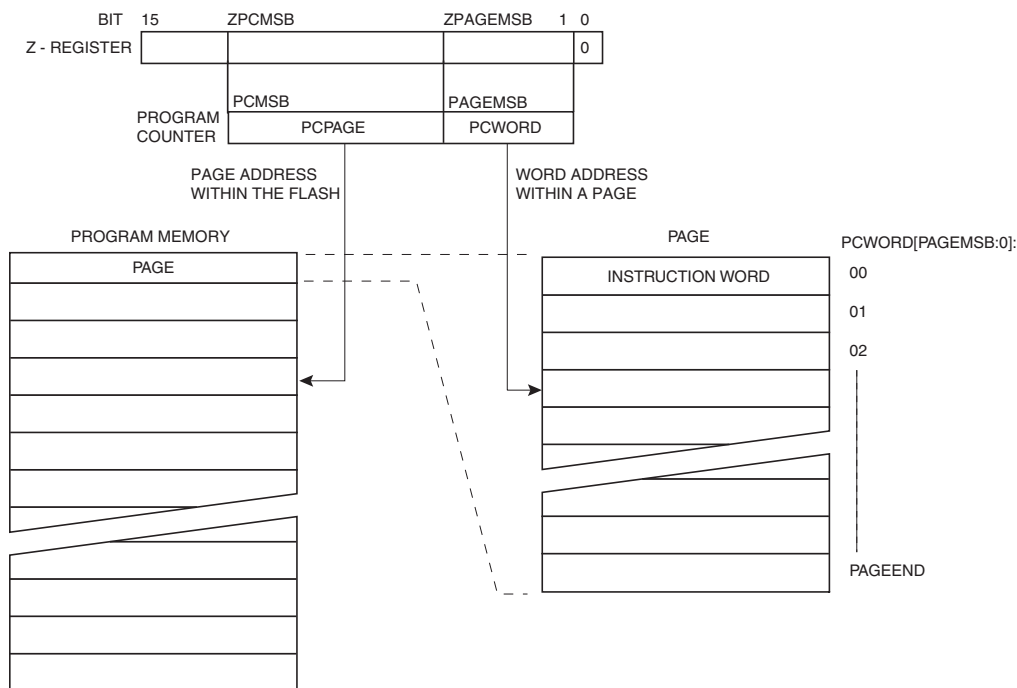 BIT 15 ZPCMSB ZPAGEMSB 1 0
Z - REGISTER 0
PCMSB PAGEMSB
PROGRAM
COUNTER
PCPAGE PCWORD
PAGE ADDRESS
WITHIN THE FLASH
WORD ADDRESS
WITHIN A PAGE
PROGRAM MEMORY
PAGE
PAGE
PCWORD[PAGEMSB:0]:
INSTRUCTION WORD 00
01
02
PAGEEND